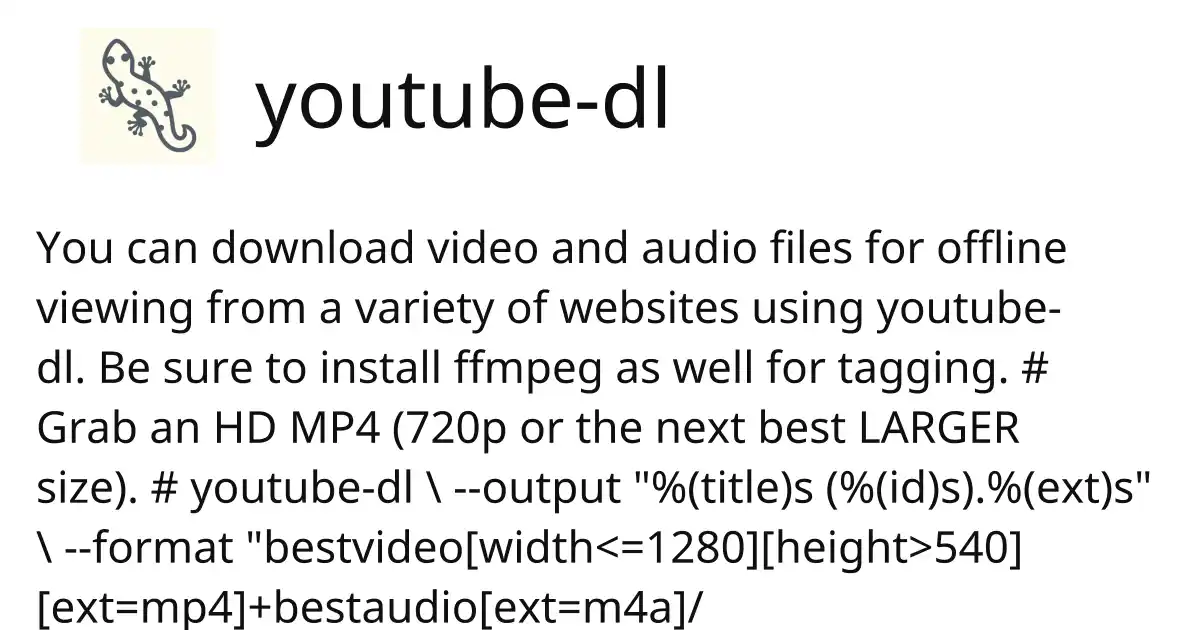 youtube-dl
You can download video and audio files for offline
viewing from a variety of websites using youtube-
dl. Be sure to install ffmpeg as well for tagging. #
Grab an HD MP4 (720p or the next best LARGER
size). # youtube-dl \ --output "%(title)s (%(id)s).%(ext)s"
\ --format "bestvideo[width<=1280][height>540]
[ext=mp4]+bestaudio[ext=m4a]/